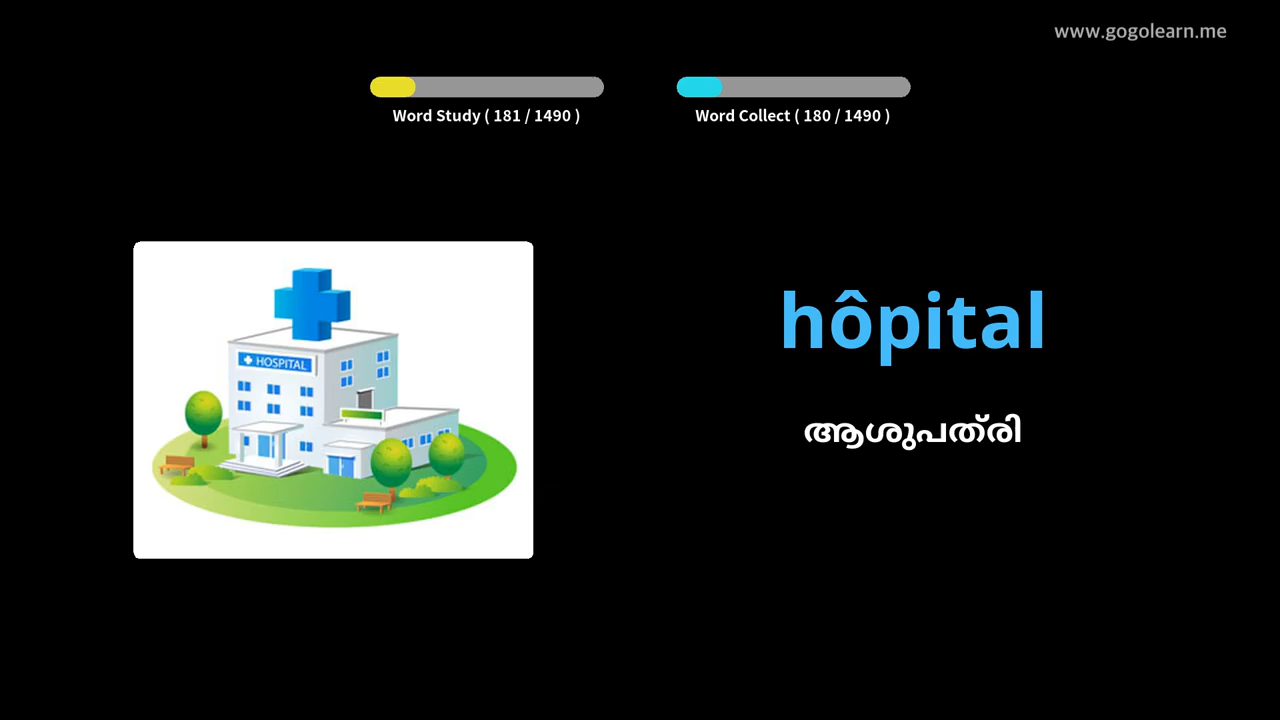 www.gogolearn.me
Word Study ( 181 / 1490 )
Word Collect ( 180 / 1490 )
HOSPITAL
hôpital
ആശുപത്രി